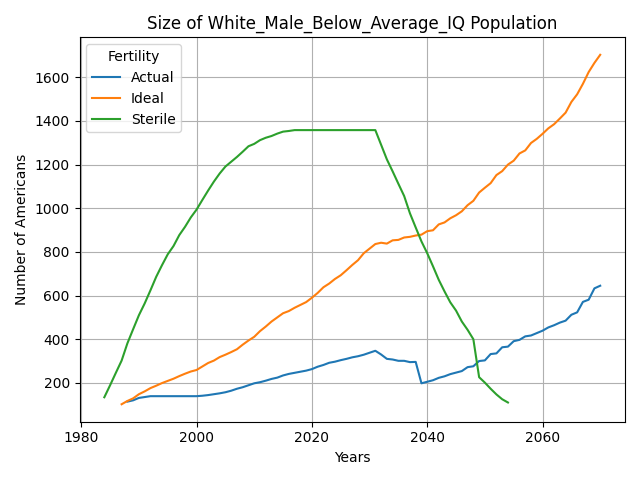 Size of White_Male_Below_Average_IQ Population
Fertility
Actual
Ideal
Sterile
Number of Americans
1600
1400
1200
1000
800
600
400
200
1980
2000
2020
2040
2060
Years